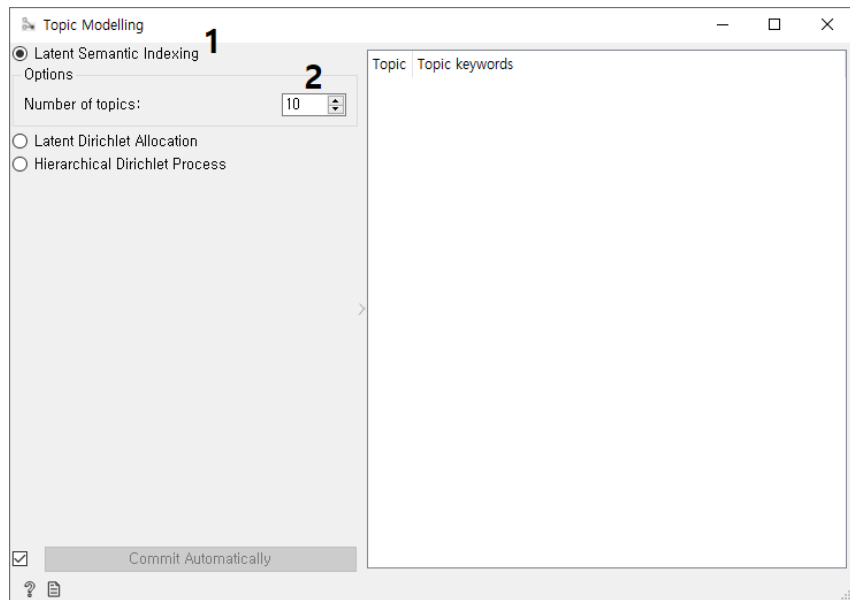 Topic Modelling
Latent Semantic Indexing 1
Options 2
Number of topics: 10
Latent Dirichlet Allocation
Hierarchical Dirichlet Process
Commit Automatically
Topic Topic keywords